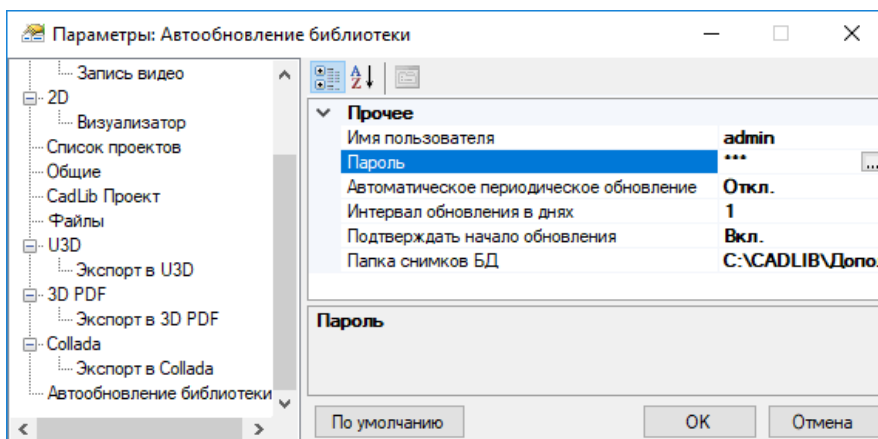 Параметры: Автообновление библиотеки
Запись видео
2D
Визуализатор
Список проектов
Общие
CadLib Проект
Файлы
U3D
Экспорт в U3D
3D PDF
Экспорт в 3D PDF
Collada
Экспорт в Collada
Автообновление библиотеки
Прочее
Имя пользователя admin
Пароль *** ...
Автоматическое периодическое обновление Откл.
Интервал обновления в днях 1
Подтверждать начало обновления Вкл.
Папка снимков БД C:\CADLIB\Допо.
Пароль
По умолчанию OK Отмена